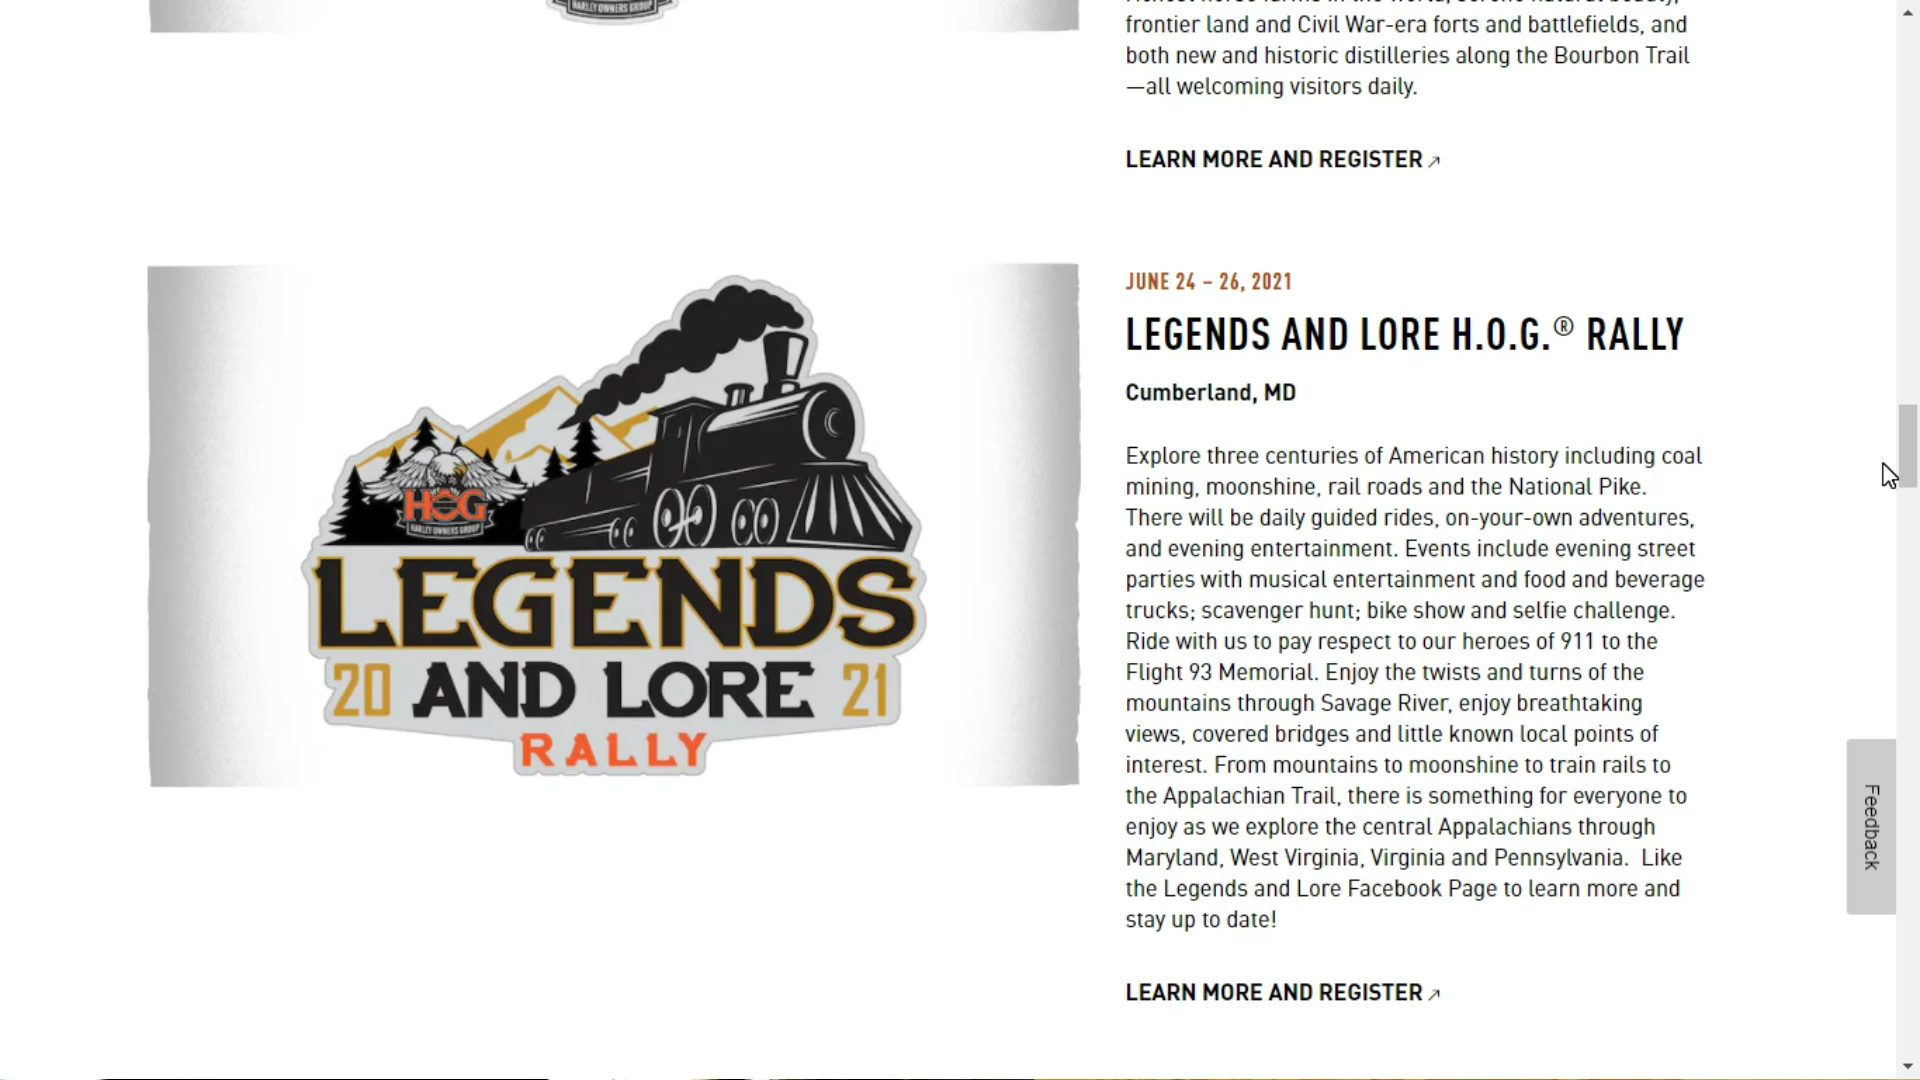 HARLEY OWNERS GROUP
frontier land and Civil War-era forts and battlefields, and
both new and historic distilleries along the Bourbon Trail
—all welcoming visitors daily.
LEARN MORE AND REGISTER
HOG
HARLEY OWNERS GROUP
LEGENDS
20 AND LORE 21
RALLY
JUNE 24 – 26, 2021
LEGENDS AND LORE H.O.G.® RALLY
Cumberland, MD
Explore three centuries of American history including coal
mining, moonshine, rail roads and the National Pike.
There will be daily guided rides, on-your-own adventures,
and evening entertainment. Events include evening street
parties with musical entertainment and food and beverage
trucks; scavenger hunt; bike show and selfie challenge.
Ride with us to pay respect to our heroes of 911 to the
Flight 93 Memorial. Enjoy the twists and turns of the
mountains through Savage River, enjoy breathtaking
views, covered bridges and little known local points of
interest. From mountains to moonshine to train rails to
the Appalachian Trail, there is something for everyone to
enjoy as we explore the central Appalachians through
Maryland, West Virginia, Virginia and Pennsylvania. Like
the Legends and Lore Facebook Page to learn more and
stay up to date!
LEARN MORE AND REGISTER
Feedback